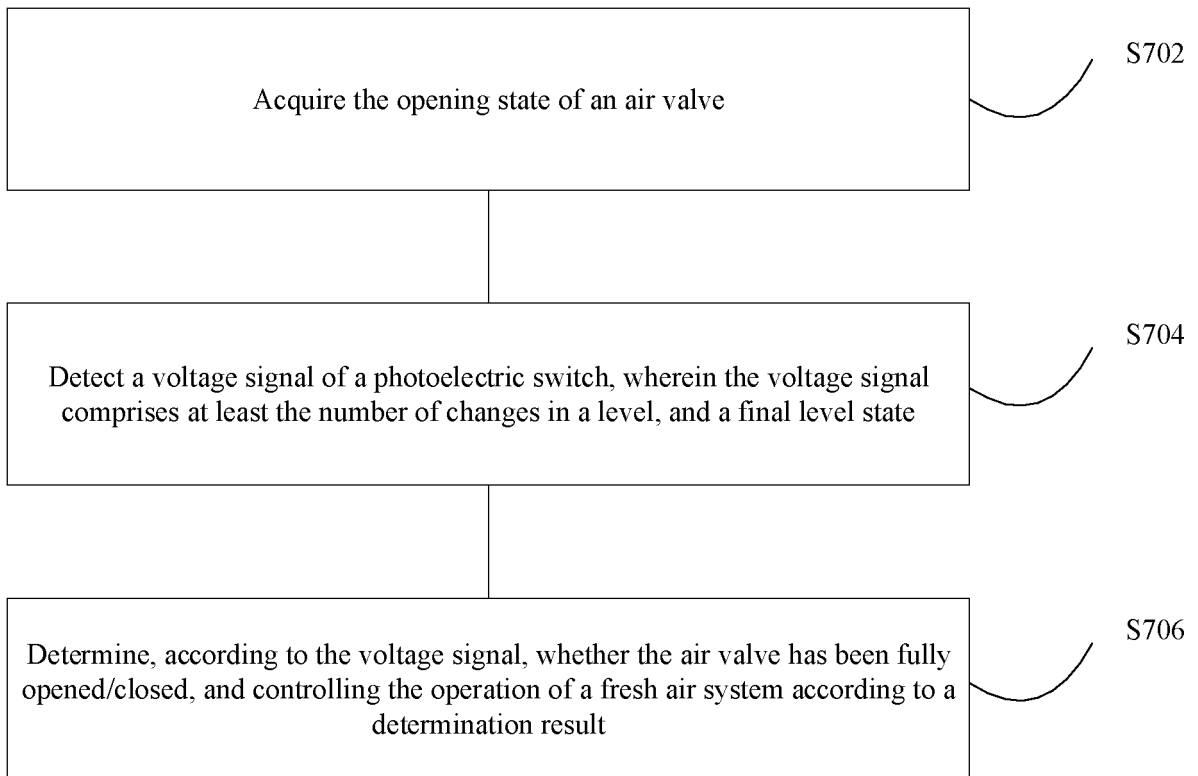 S702
Acquire the opening state of an air valve
S704
Detect a voltage signal of a photoelectric switch, wherein the voltage signal
comprises at least the number of changes in a level, and a final level state
S706
Determine, according to the voltage signal, whether the air valve has been fully
opened/closed, and controlling the operation of a fresh air system according to a
determination result